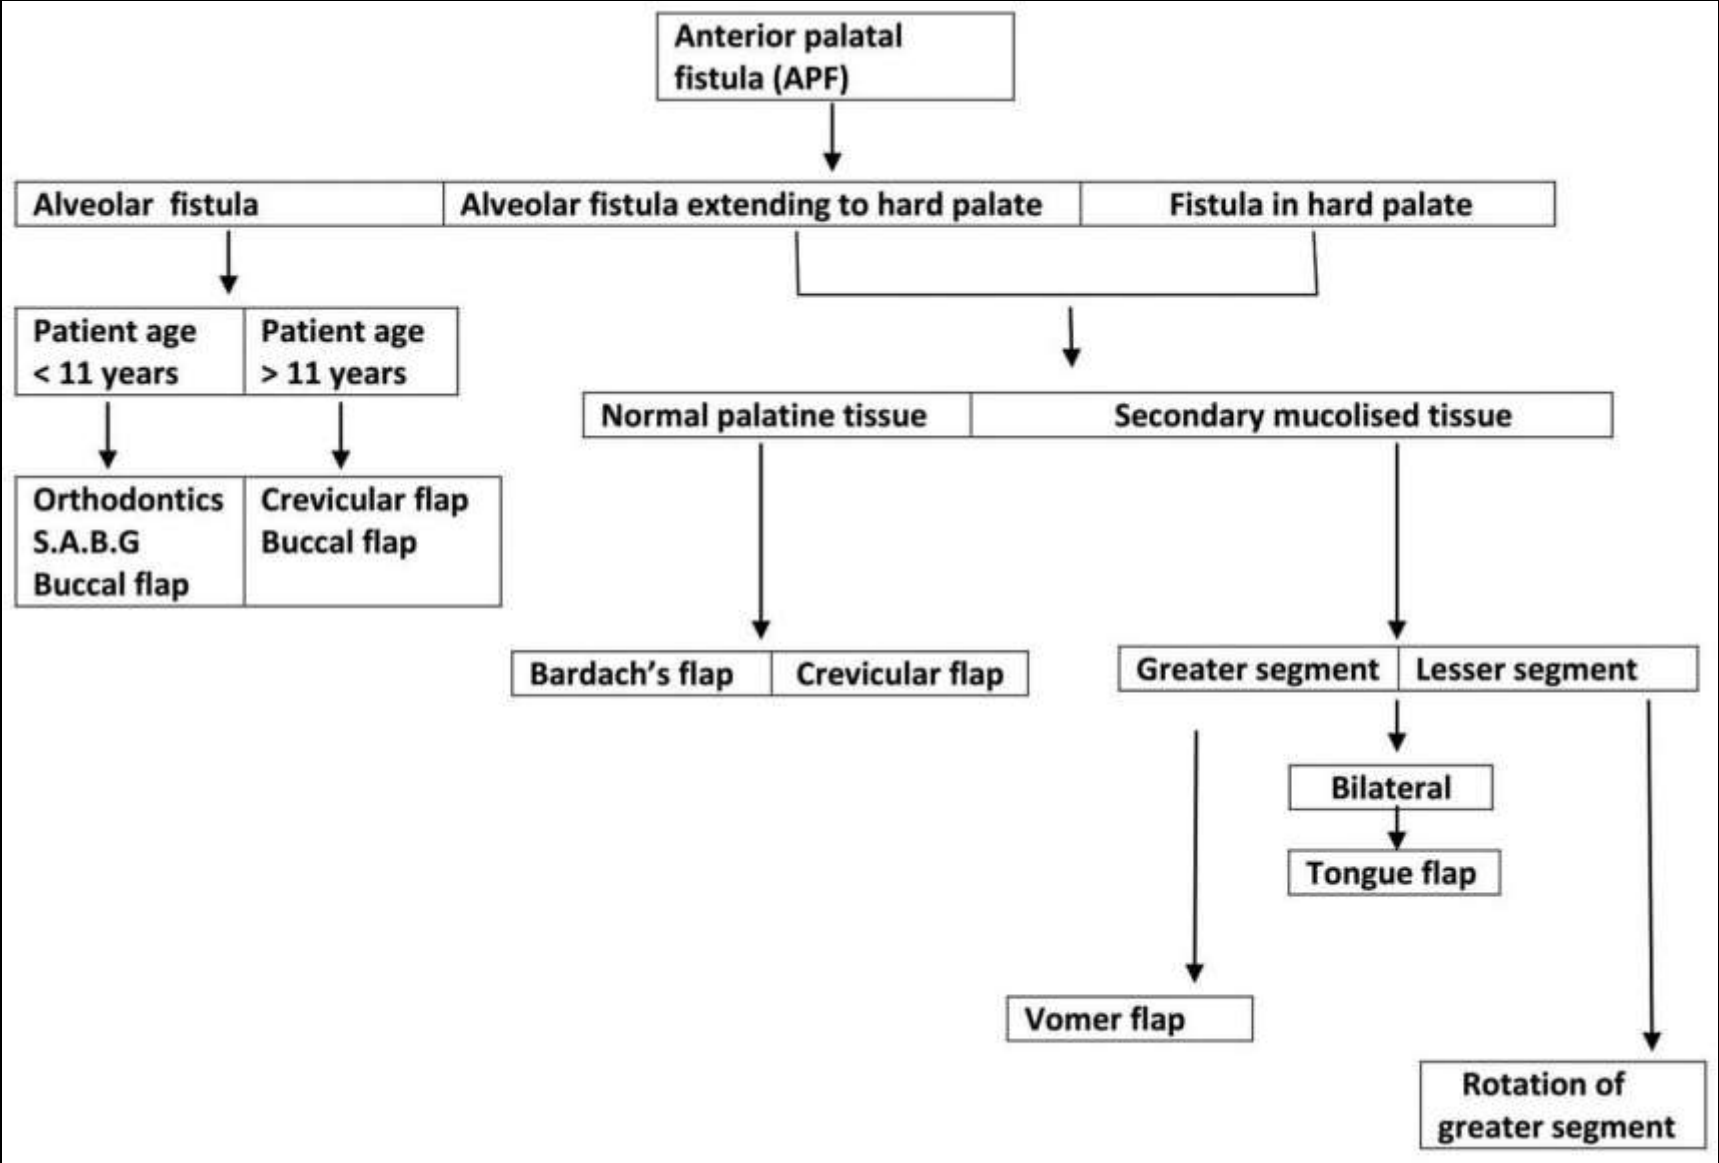 Anterior palatal
fistula (APF)
Alveolar fistula
Alveolar fistula extending to hard palate
Fistula in hard palate
Patient age
< 11 years
Patient age
> 11 years
Normal palatine tissue
Secondary mucolised tissue
Orthodontics
S.A.B.G
Buccal flap
Crevicular flap
Buccal flap
Bardach’s flap
Crevicular flap
Greater segment
Lesser segment
Bilateral
Tongue flap
Vomer flap
Rotation of
greater segment